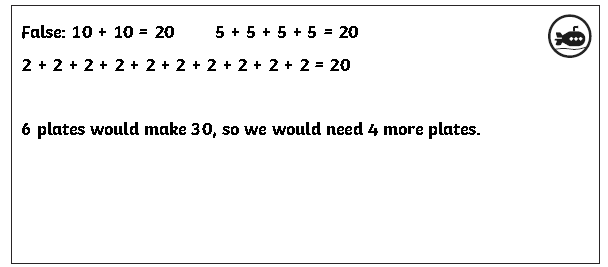 False: 10 + 10 = 20 5 + 5 + 5 + 5 = 20
2 + 2 + 2 + 2 + 2 + 2 + 2 + 2 + 2 + 2 = 20
6 plates would make 30, so we would need 4 more plates.